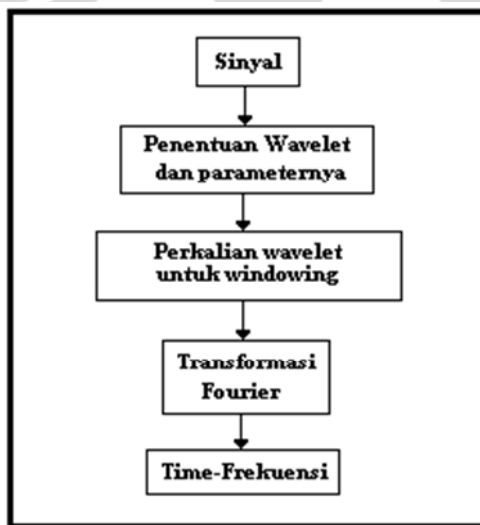 Sinyal
Penentuan Wavelet
dan parameternya
Perkalian wavelet
untuk windowing
Transformasi
Fourier
Time-Frekuensi